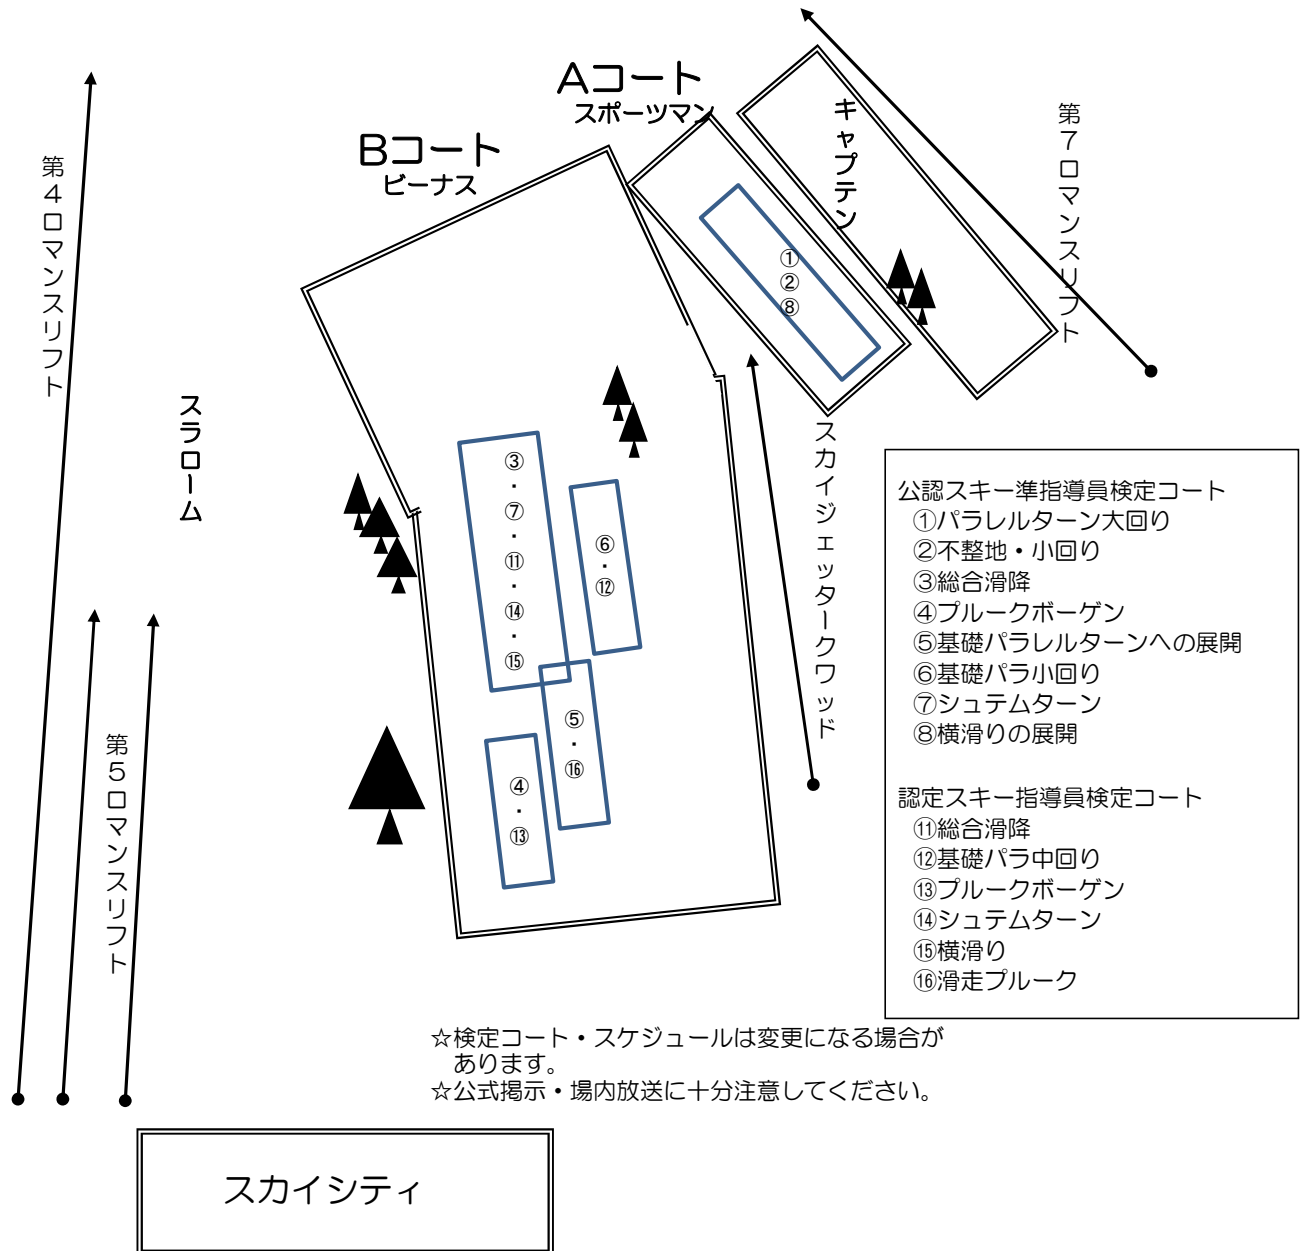 Aコート
スポーツマン
Bコート
ビーナス
キャプテン
第7ロマンスリフト
第4ロマンスリフト
スラローム
第5ロマンスリフト
スカイジェッタークワッド
①
②
⑧
③
・
⑦
・
⑪
・
⑭
・
⑮
⑥
・
⑫
⑤
・
⑯
④
・
⑬
公認スキー準指導員検定コート
①パラレルターン大回り
②不整地・小回り
③総合滑降
④プルークボーゲン
⑤基礎パラレルターンへの展開
⑥基礎パラ小回り
⑦シュテムターン
⑧横滑りの展開
認定スキー指導員検定コート
⑪総合滑降
⑫基礎パラ中回り
⑬プルークボーゲン
⑭シュテムターン
⑮横滑り
⑯滑走プルーク
☆検定コート・スケジュールは変更になる場合が
あります。
☆公式掲示・場内放送に十分注意してください。
スカイシティ